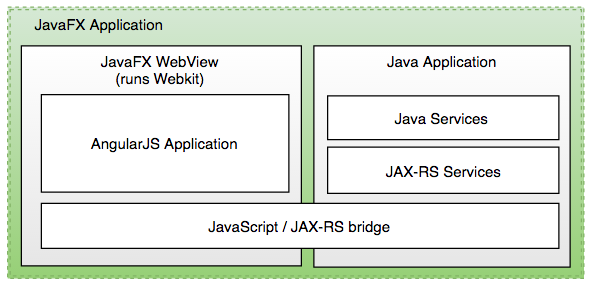 JavaFX Application
JavaFX WebView
(runs Webkit)
AngularJS Application
Java Application
Java Services
JAX-RS Services
JavaScript / JAX-RS bridge